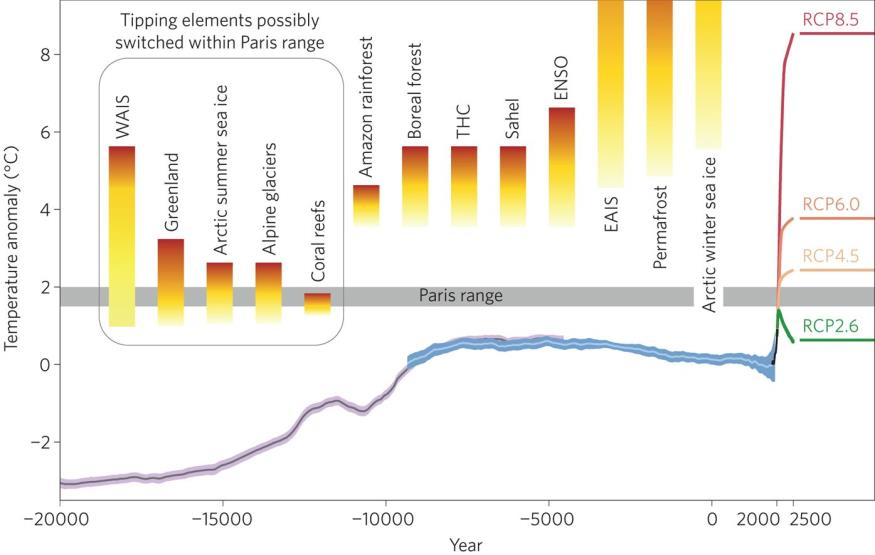 Tipping elements possibly
switched within Paris range
RCP8.5
8
WAIS
Greenland
Arctic summer sea ice
Alpine glaciers
Coral reefs
Amazon rainforest
Boreal forest
THC
Sahel
ENSO
EAIS
Permafrost
Arctic winter sea ice
6
Temperature anomaly (°C)
4
RCP6.0
RCP4.5
2
Paris range
RCP2.6
0
−2
−20000 −15000 −10000 −5000 0 2000 2500
Year